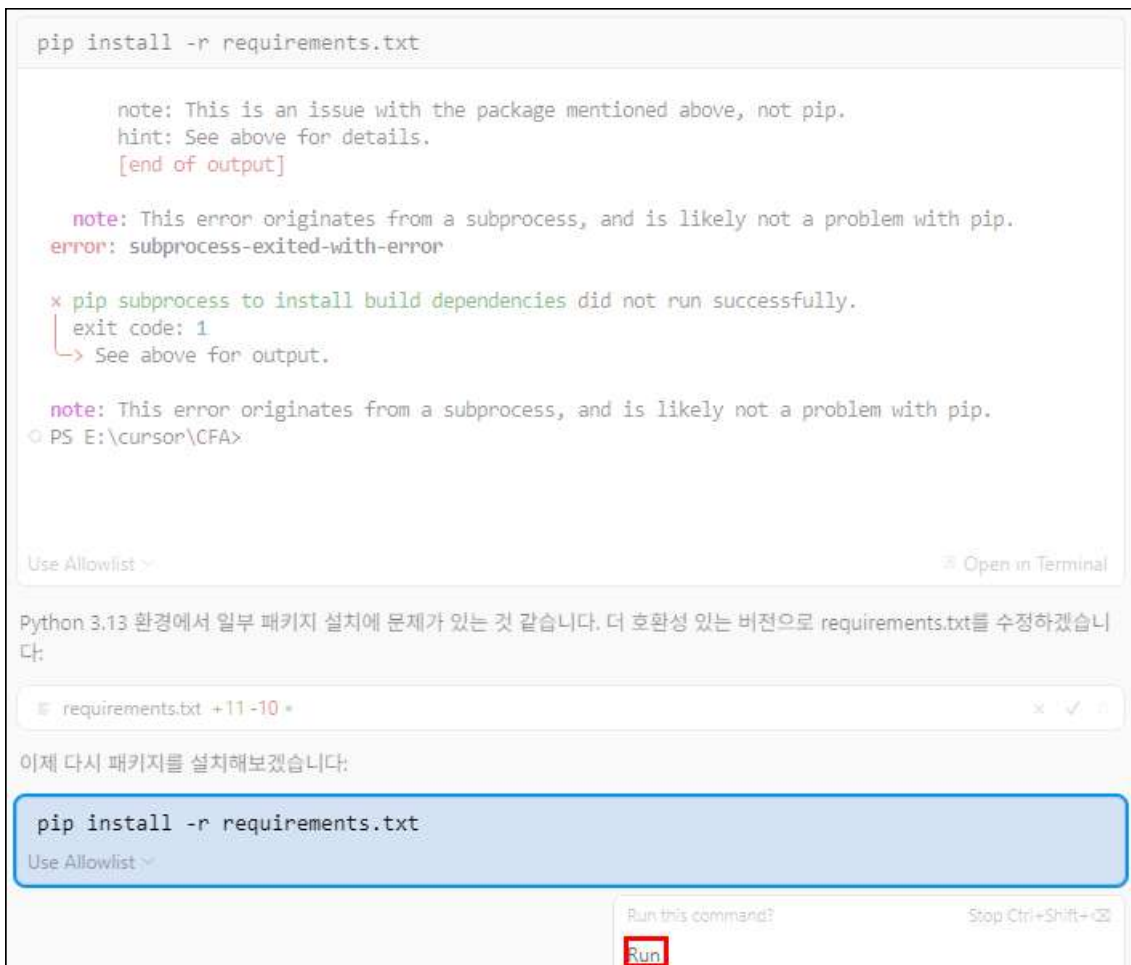 pip install -r requirements.txt
note: This is an issue with the package mentioned above, not pip.
hint: See above for details.
[end of output]
note: This error originates from a subprocess, and is likely not a problem with pip.
error: subprocess-exited-with-error
× pip subprocess to install build dependencies did not run successfully.
exit code: 1
See above for output.
note: This error originates from a subprocess, and is likely not a problem with pip.
PS E:\cursor\CFA>
Use Allowlist
Open in Terminal
Python 3.13 환경에서 일부 패키지 설치에 문제가 있는 것 같습니다. 더 호환성 있는 버전으로 requirements.txt를 수정하겠습니
다:
requirements.txt +11 -10
이제 다시 패키지를 설치해보겠습니다:
pip install -r requirements.txt
Use Allowlist
Run this command?
Stop Ctrl+Shift+⌫
Run